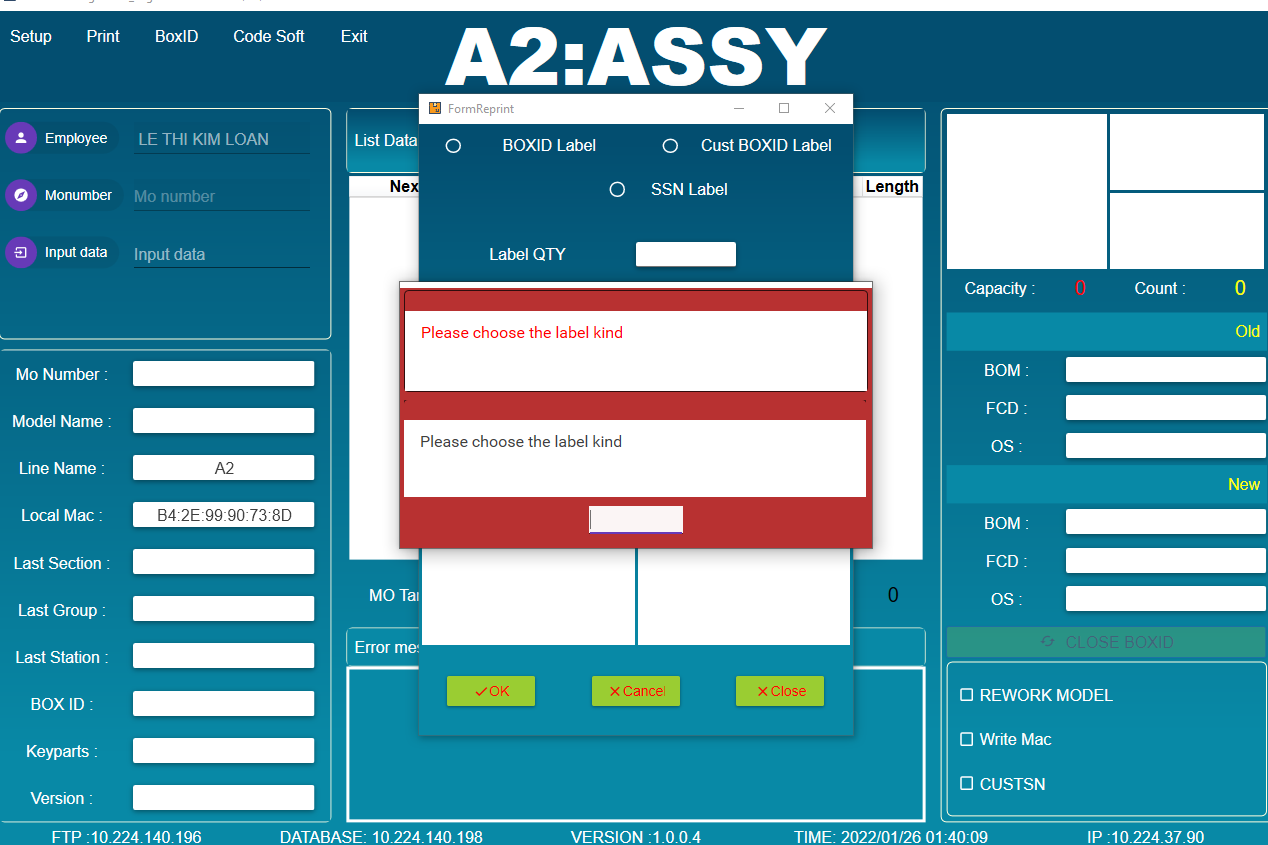 Setup Print BoxID Code Soft Exit
A2:ASSY
FormReprint
Employee LE THI KIM LOAN
Monumber Mo number
Input data Input data
List Data
Nex
Length
BOXID Label
Cust BOXID Label
SSN Label
Label QTY
Please choose the label kind
Please choose the label kind
Capacity : 0 Count : 0
Old
BOM :
FCD :
OS :
New
BOM :
FCD :
OS :
CLOSE BOXID
REWORK MODEL
Write Mac
CUSTSN
Mo Number :
Model Name :
Line Name : A2
Local Mac : B4:2E:99:90:73:8D
Last Section :
Last Group :
Last Station :
BOX ID :
Keyparts :
Version :
MO Tar
0
Error mes
OK
Cancel
Close
FTP :10.224.140.196 DATABASE: 10.224.140.198 VERSION :1.0.0.4 TIME: 2022/01/26 01:40:09 IP :10.224.37.90